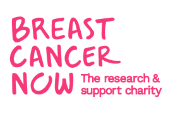 BREAST
CANCER
NOW The research &
support charity